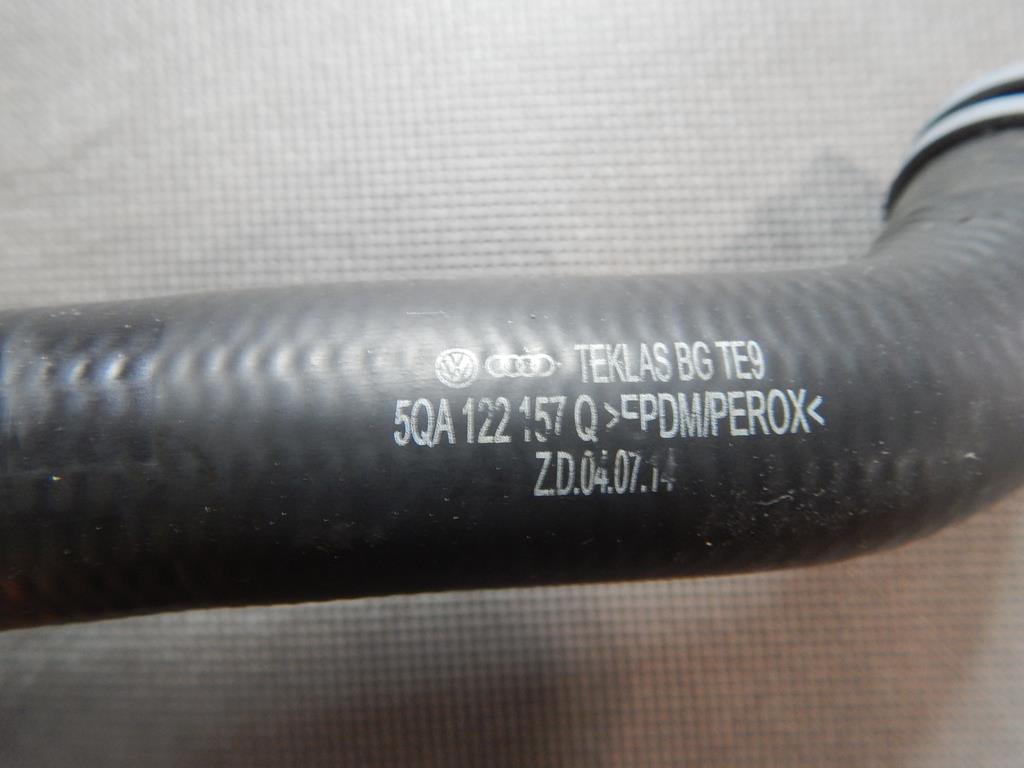 TEKLAS BG TE9
5QA 122 157 Q >EPDM/PEROX<
Z.D.04.07.14